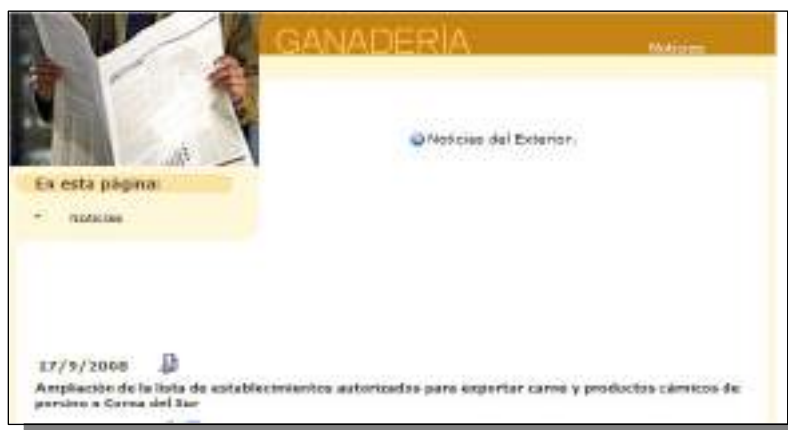 GANADERÍA
Noticias
Noticias del Exterior.
En esta página:
Noticias
17/9/2008
Ampliación de la lista de establecimientos autorizados para exportar carne y productos cárnicos de
porcino a Corea del Sur